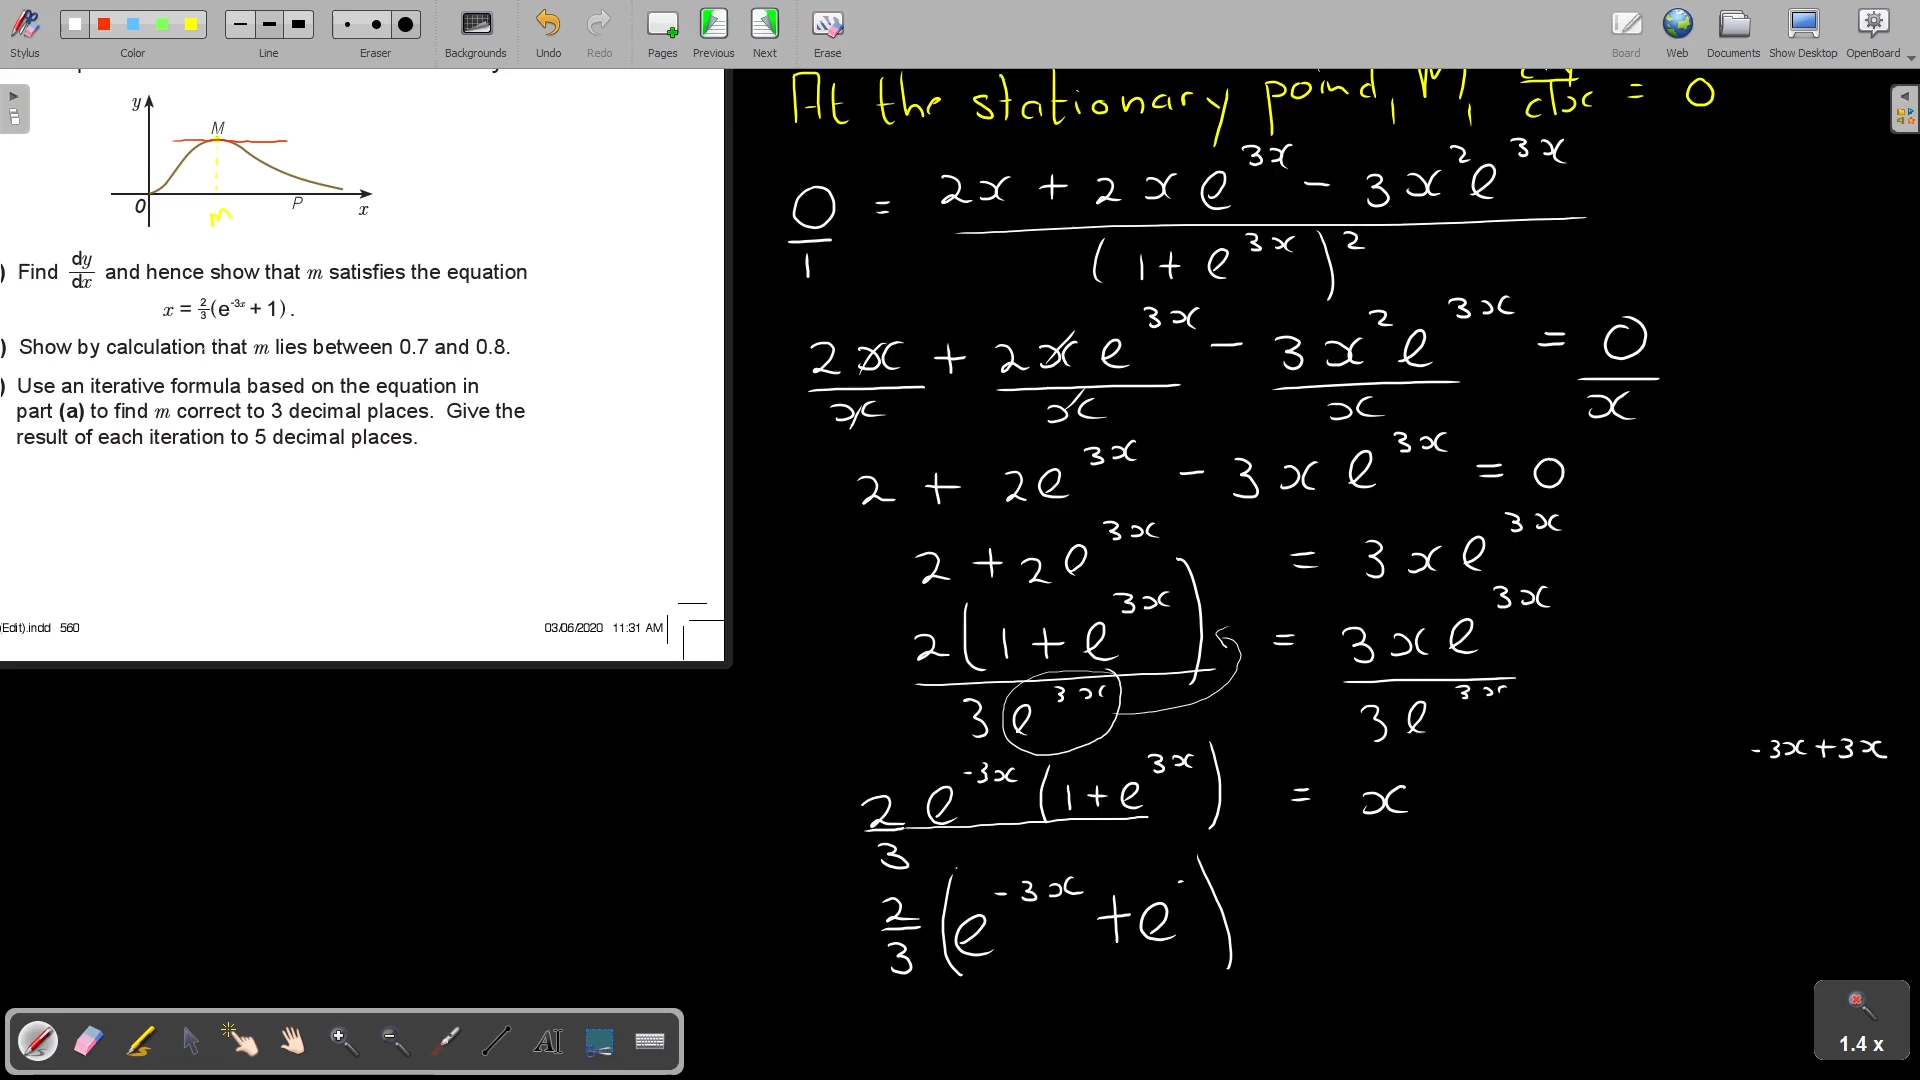 Stylus
Color
Line
Eraser
Backgrounds
Undo
Redo
Pages
Previous
Next
Erase
Board
Web
Documents
Show Desktop
OpenBoard
y
M
O
m
P
x
) Find dy/dx and hence show that m satisfies the equation
x = 2/3(e^-3x + 1).
) Show by calculation that m lies between 0.7 and 0.8.
) Use an iterative formula based on the equation in
part (a) to find m correct to 3 decimal places. Give the
result of each iteration to 5 decimal places.
(Edit).indd 560
03/06/2020 11:31 AM
At the stationary point, M, dy/dx = 0
0/1 = (2x + 2xe^3x - 3x^2e^3x)/(1 + e^3x)^2
2x/x + 2xe^3x/x - 3x^2e^3x/x = 0/x
2 + 2e^3x - 3xe^3x = 0
2 + 2e^3x = 3xe^3x
2(1 + e^3x)/3e^3x = 3xe^3x/3e^3x
-3x+3x
2/3 e^-3x (1+e^3x) = x
2/3 (e^-3x + e^-)
1.4 x